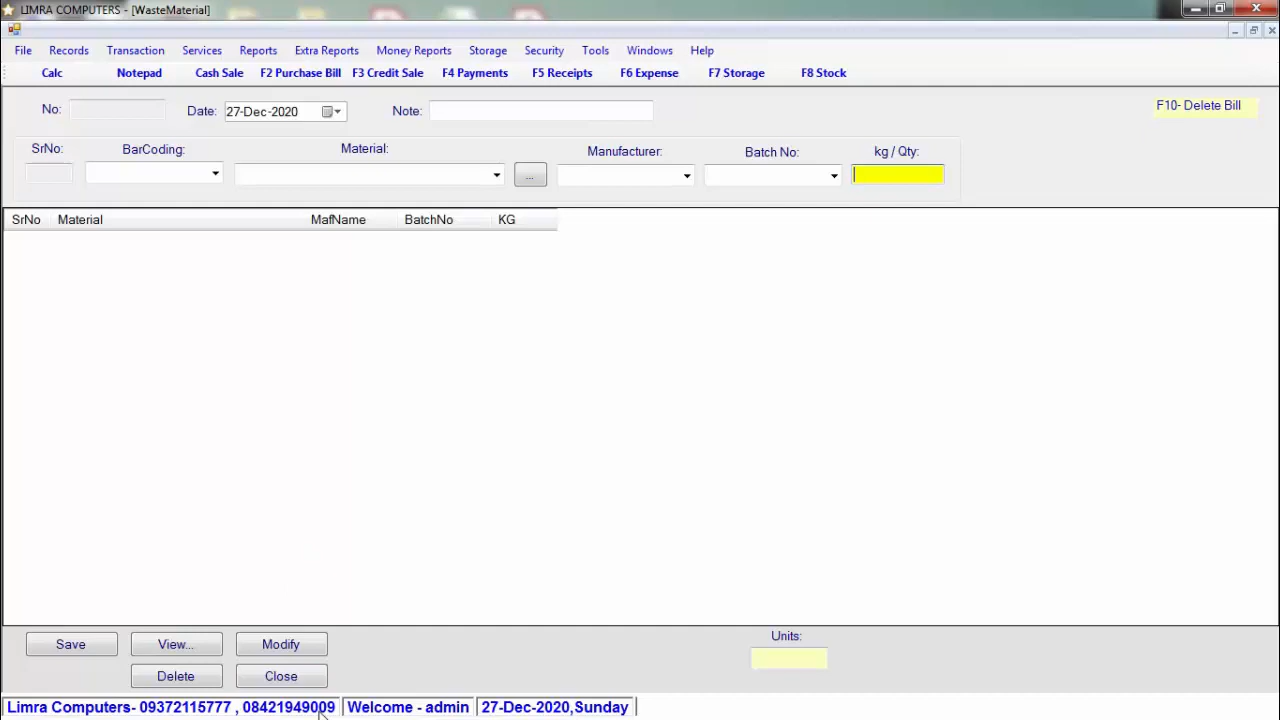 LIMRA COMPUTERS - [WasteMaterial]
File Records Transaction Services Reports Extra Reports Money Reports Storage Security Tools Windows Help
Calc Notepad Cash Sale F2 Purchase Bill F3 Credit Sale F4 Payments F5 Receipts F6 Expense F7 Storage F8 Stock
No: Date: 27-Dec-2020 Note: F10- Delete Bill
SrNo: BarCoding: Material: Manufacturer: Batch No: kg / Qty:
...
SrNo Material MafName BatchNo KG
Save View... Modify Units:
Delete Close
Limra Computers- 09372115777 , 08421949009 Welcome - admin 27-Dec-2020,Sunday